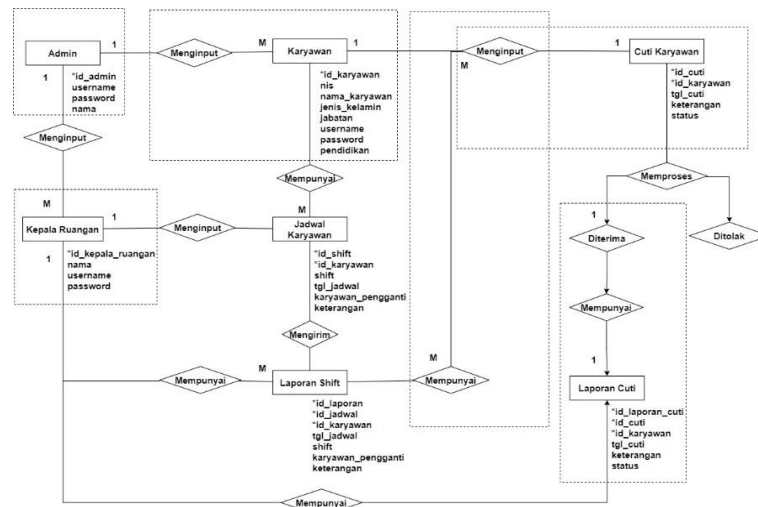 Admin
1
Menginput
M
Karyawan
1
Menginput
M
1
Cuti Karyawan
*id_admin
username
password
nama
1
*id_karyawan
nis
nama_karyawan
jenis_kelamin
jabatan
username
password
pendidikan
*id_cuti
*id_karyawan
tgl_cuti
keterangan
status
Menginput
Mempunyai
Memproses
M
Kepala Ruangan
1
Menginput
M
Jadwal
Karyawan
1
Diterima
Ditolak
*id_kepala_ruangan
nama
username
password
1
*id_shift
*id_karyawan
shift
tgl_jadwal
karyawan_pengganti
keterangan
Mempunyai
Mengirim
Mempunyai
M
Laporan Shift
M
Mempunyai
1
Laporan Cuti
*id_laporan
*id_jadwal
*id_karyawan
tgl_jadwal
shift
karyawan_pengganti
keterangan
*id_laporan_cuti
*id_cuti
*id_karyawan
tgl_cuti
keterangan
status
Mempunyai